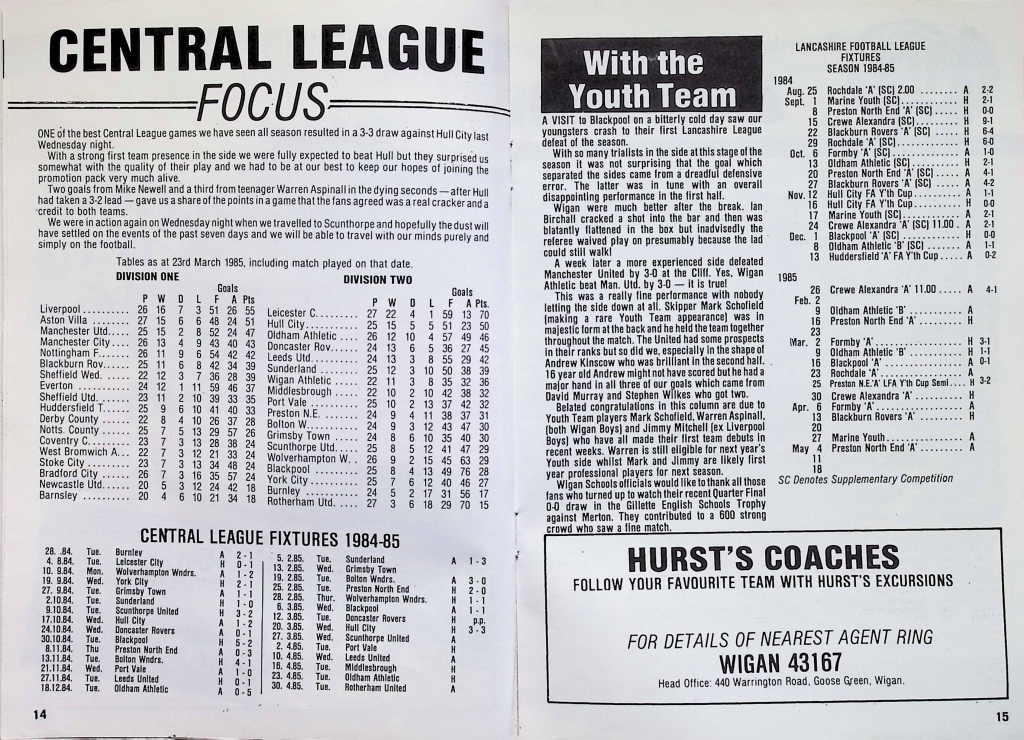 CENTRAL LEAGUE
FOCUS
ONE of the best Central League games we have seen all season resulted in a 3-3 draw against Hull City last
Wednesday night.
With a strong first team presence in the side we were fully expected to beat Hull but they surprised us
somewhat with the quality of their play and we had to be at our best to keep our hopes of joining the
promotion pack very much alive.
Two goals from Mike Newell and a third from teenager Warren Aspinall in the dying seconds — after Hull
had taken a 3-2 lead — gave us a share of the points in a game that the fans agreed was a real cracker and a
credit to both teams.
We were in action again on Wednesday night when we travelled to Scunthorpe and hopefully the dust will
have settled on the events of the past seven days and we will be able to travel with our minds purely and
simply on the football.
Tables as at 23rd March 1985, including match played on that date.
DIVISION ONE
Goals
P W D L F A Pts
Liverpool 26 16 7 3 51 26 55
Aston Villa 27 15 6 6 48 24 51
Manchester Utd. 25 15 2 8 52 24 47
Manchester City 26 13 4 9 43 40 43
Nottingham F. 26 11 9 6 54 42 42
Blackburn Rov. 25 11 6 8 42 34 39
Sheffield Wed. 22 12 3 7 36 28 39
Everton 24 12 1 11 59 46 37
Sheffield Utd. 23 11 2 10 39 33 35
Huddersfield T. 25 9 6 10 41 40 33
Derby County 22 8 4 10 26 37 28
Notts. County 25 7 5 13 29 57 26
Coventry C. 23 7 3 13 28 38 24
West Bromwich A. 22 7 3 12 21 33 24
Stoke City 23 7 3 13 34 48 24
Bradford City 26 7 3 16 35 57 24
Newcastle Utd. 20 5 3 12 24 42 18
Barnsley 20 4 6 10 21 34 18
DIVISION TWO
Goals
P W D L F A Pts.
Leicester C. 27 22 4 1 59 13 70
Hull City 25 15 5 5 51 23 50
Oldham Athletic 26 12 10 4 57 49 46
Doncaster Rov. 24 13 6 5 36 27 45
Leeds Utd. 24 13 3 8 55 29 42
Sunderland 25 12 3 10 50 38 39
Wigan Athletic 22 11 3 8 35 32 36
Middlesbrough 22 10 2 10 42 38 32
Port Vale 25 10 2 13 37 42 32
Preston N.E. 24 9 4 11 38 37 31
Bolton W. 24 9 3 12 43 47 30
Grimsby Town 24 8 6 10 35 40 30
Scunthorpe Utd. 25 8 5 12 41 47 29
Wolverhampton W. 26 9 2 15 45 63 29
Blackpool 25 8 4 13 49 76 28
York City 25 7 6 12 40 46 27
Burnley 24 5 2 17 31 56 17
Rotherham Utd. 27 3 6 18 29 70 15
CENTRAL LEAGUE FIXTURES 1984-85
28. .84. Tue. Burnley A 2-1
4. 8.84. Tue. Leicester City H 0-1
10. 9.84. Mon. Wolverhampton Wndrs. A 1-2
19. 9.84. Wed. York City H 2-1
27. 9.84. Tue. Grimsby Town A 1-1
2.10.84. Tue. Sunderland H 1-0
9.10.84. Tue. Scunthorpe United H 3-2
17.10.84. Wed. Hull City A 1-2
24.10.84. Wed. Doncaster Rovers A 0-1
30.10.84. Tue. Blackpool H 5-2
8.11.84. Thu Preston North End A 0-3
13.11.84. Tue. Bolton Wndrs. H 4-1
21.11.84. Wed. Port Vale A 1-0
27.11.84. Tue. Leeds United H 0-1
18.12.84. Tue. Oldham Athletic A 0-5
5. 2.85. Tue. Sunderland A 1-3
13. 2.85. Wed. Grimsby Town
19. 2.85. Tue. Bolton Wndrs. A 3-0
25. 2.85. Tue. Preston North End H 2-0
28. 2.85. Thur. Wolverhampton Wndrs. H 1-1
6. 3.85. Wed. Blackpool A 1-1
12. 3.85. Tue. Doncaster Rovers H p.p.
20. 3.85. Wed. Hull City H 3-3
27. 3.85. Wed. Scunthorpe United A
2. 4.85. Tue. Port Vale H
10. 4.85. Wed. Leeds United A
16. 4.85. Tue. Middlesbrough H
23. 4.85. Tue. Oldham Athletic H
30. 4.85. Tue. Rotherham United A
14
With the
Youth Team
A VISIT to Blackpool on a bitterly cold day saw our
youngsters crash to their first Lancashire League
defeat of the season.
With so many trialists in the side at this stage of the
season it was not surprising that the goal which
separated the sides came from a dreadful defensive
error. The latter was in tune with an overall
disappointing performance in the first half.
Wigan were much better after the break. Ian
Birchall cracked a shot into the bar and then was
blatantly flattened in the box but inadvisedly the
referee waived play on presumably because the lad
could still walk!
A week later a more experienced side defeated
Manchester United by 3-0 at the Cliff. Yes, Wigan
Athletic beat Man. Utd. by 3-0 — it is true!
This was a really fine performance with nobody
letting the side down at all. Skipper Mark Schofield
(making a rare Youth Team appearance) was in
majestic form at the back and he held the team together
throughout the match. The United had some prospects
in their ranks but so did we, especially in the shape of
Andrew Kinscow who was brilliant in the second half.
16 year old Andrew might not have scored but he had a
major hand in all three of our goals which came from
David Murray and Stephen Wilkes who got two.
Belated congratulations in this column are due to
Youth Team players Mark Schofield, Warren Aspinall,
(both Wigan Boys) and Jimmy Mitchell (ex Liverpool
Boys) who have all made their first team debuts in
recent weeks. Warren is still eligible for next year's
Youth side whilst Mark and Jimmy are likely first
year professional players for next season.
Wigan Schools officials would like to thank all those
fans who turned up to watch their recent Quarter Final
0-0 draw in the Gillette English Schools Trophy
against Merton. They contributed to a 600 strong
crowd who saw a fine match.
LANCASHIRE FOOTBALL LEAGUE
FIXTURES
SEASON 1984-85
1984
Aug. 25 Rochdale 'A' (SC) 2.00 A 2-2
Sept. 1 Marine Youth (SC) H 2-1
8 Preston North End 'A' (SC) H 0-0
15 Crewe Alexandra (SC) H 9-1
22 Blackburn Rovers 'A' (SC) H 6-4
29 Rochdale 'A' (SC) H 6-0
Oct. 6 Formby 'A' (SC) A 1-0
13 Oldham Athletic (SC) H 2-1
20 Preston North End 'A' (SC) A 4-1
27 Blackburn Rovers 'A' (SC) A 4-2
Nov. 12 Hull City FA Y'th Cup A 1-1
16 Hull City FA Y'th Cup H 0-0
17 Marine Youth (SC) A 2-1
24 Crewe Alexandra 'A' (SC) 11.00 A 2-1
Dec. 1 Blackpool 'A' (SC) H 0-0
8 Oldham Athletic 'B' (SC) A 1-1
13 Huddersfield 'A' FA Y'th Cup A 0-2
1985
26 Crewe Alexandra 'A' 11.00 A 4-1
Feb. 2
9 Oldham Athletic 'B' A
16 Preston North End 'A' H
23
Mar. 2 Formby 'A' H 3-1
9 Oldham Athletic 'B' H 1-1
16 Blackpool 'A' A 0-1
23 Rochdale 'A' A
25 Preston N.E.'A' LFA Y'th Cup Semi H 3-2
30 Crewe Alexandra 'A' H
Apr. 6 Formby 'A' A
13 Blackburn Rovers 'A' H
20
27 Marine Youth A
May 4 Preston North End 'A' A
11
18
SC Denotes Supplementary Competition
HURST'S COACHES
FOLLOW YOUR FAVOURITE TEAM WITH HURST'S EXCURSIONS
FOR DETAILS OF NEAREST AGENT RING
WIGAN 43167
Head Office: 440 Warrington Road, Goose Green, Wigan.
15